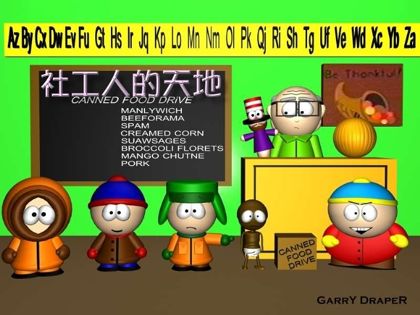 Az By Cx Dw Ev Fu Gt Hs Ir Jq Kp Lo Mn Nm Ol Pk Qj Ri Sh Tg Uf Ve Wd Xc Yb Za
社工人的天地
CANNED FOOD DRIVE
MANLYWICH
BEEFORAMA
SPAM
CREAMED CORN
SUAWSAGES
BROCCOLI FLORETS
MANGO CHUTNE
PORK
Be Thankful!
CANNED
FOOD
DRIVE
GARRY DRAPER